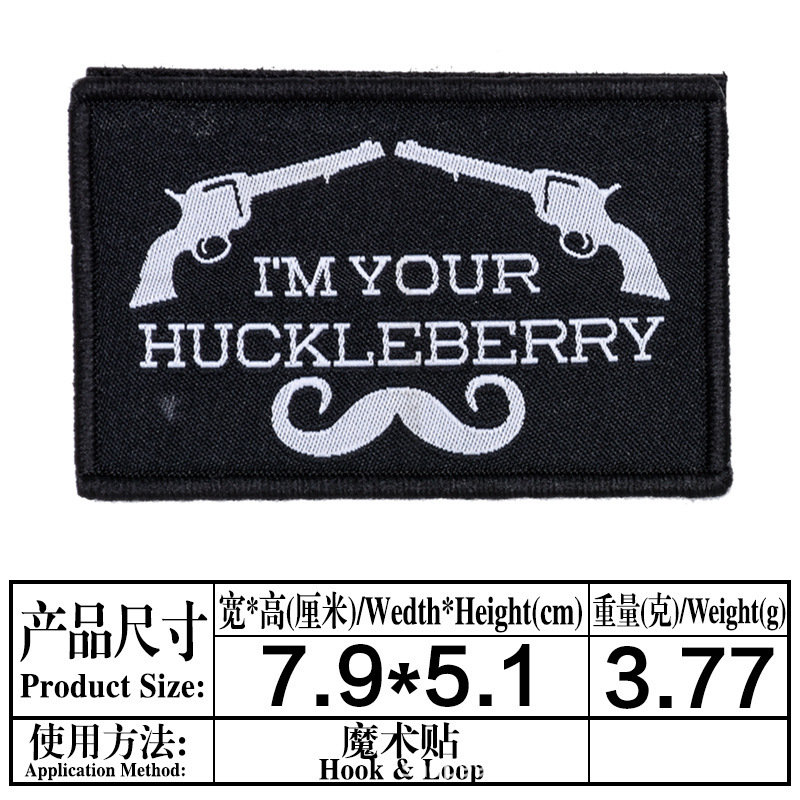 I'M YOUR
HUCKLEBERRY
产品尺寸
Product Size:
宽*高(厘米)/Wedth*Height(cm)
重量(克)/Weight(g)
7.9*5.1
3.77
使用方法:
Application Method:
魔术贴
Hook & Loop